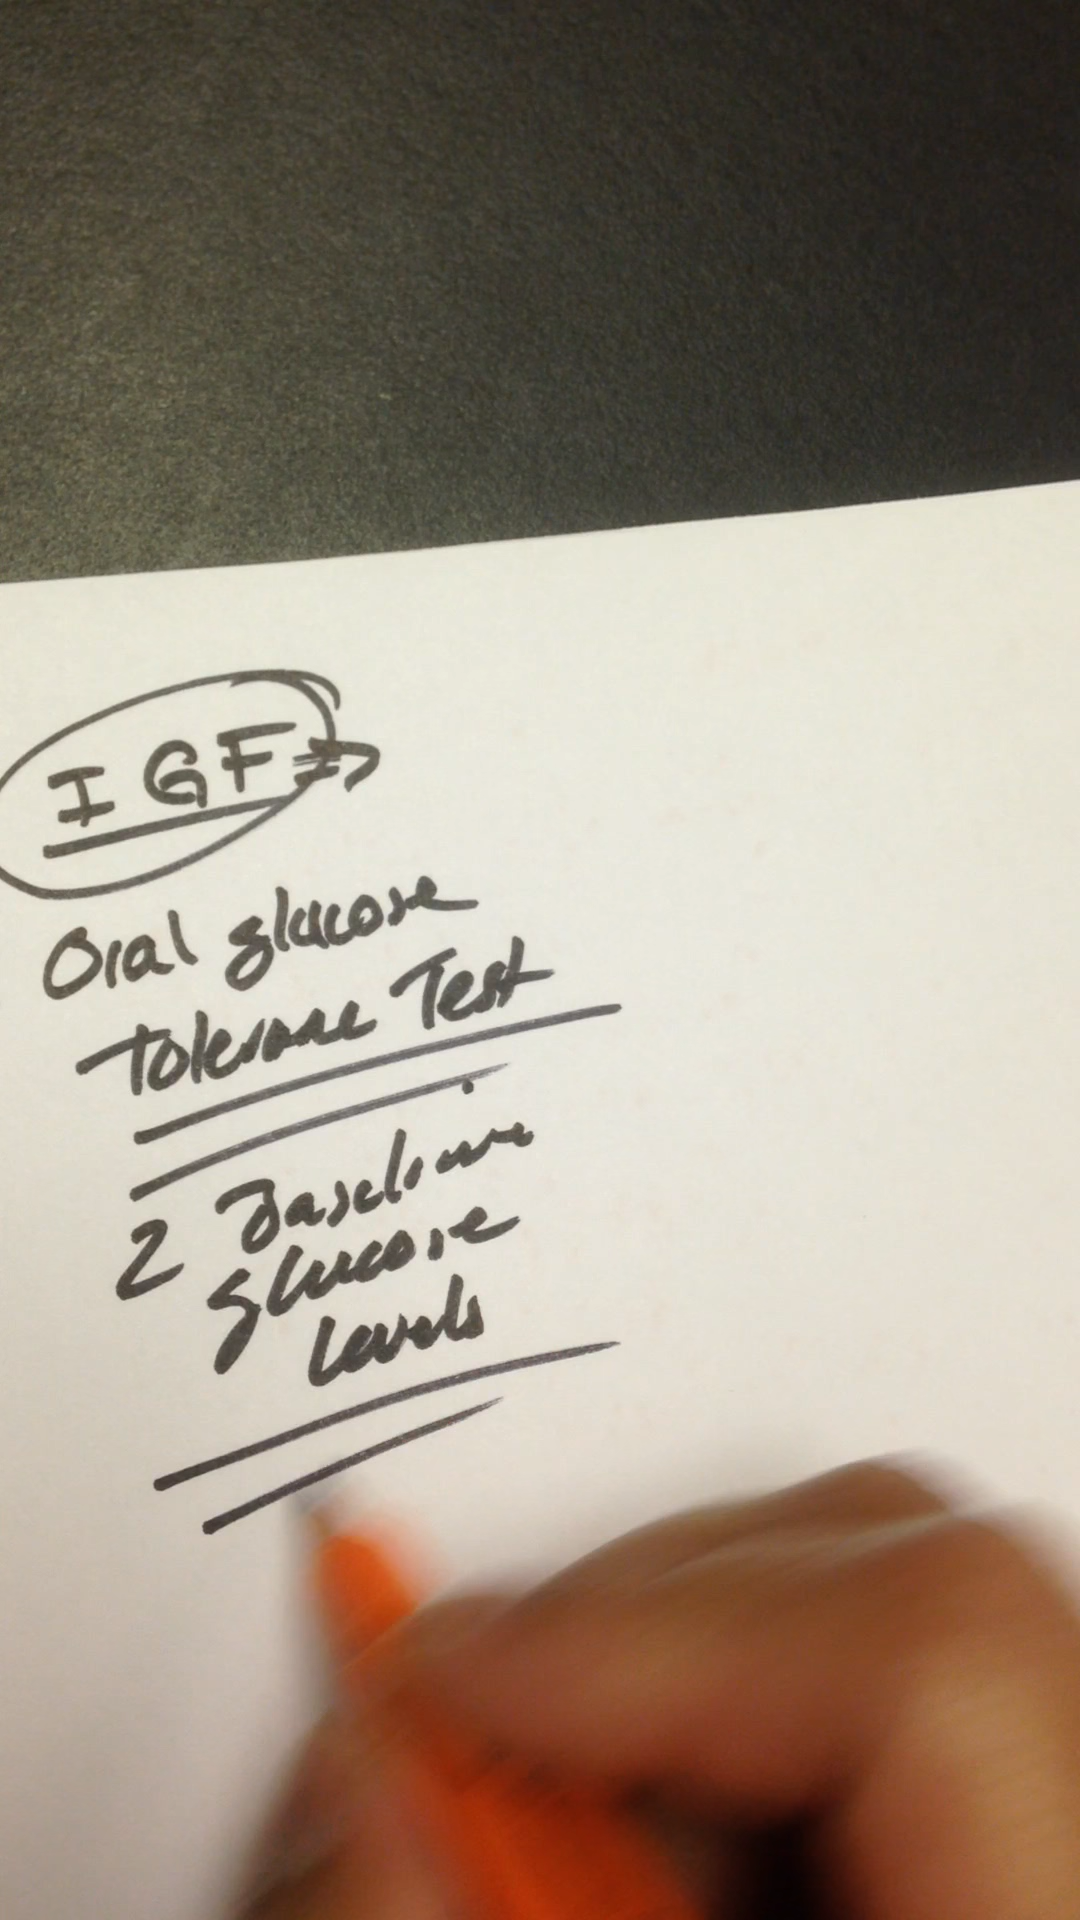 IGF →
Oral glucose
tolerance Test
2 Baseline
glucose
levels